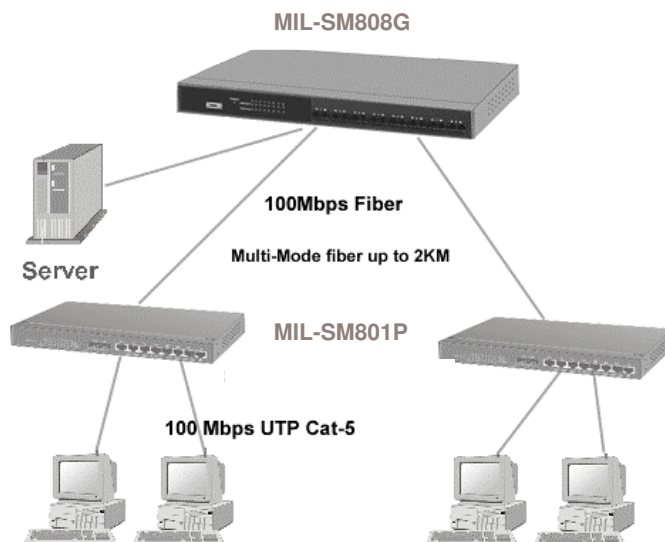 MIL-SM808G
100Mbps Fiber
Multi-Mode fiber up to 2KM
Server
MIL-SM801P
100 Mbps UTP Cat-5